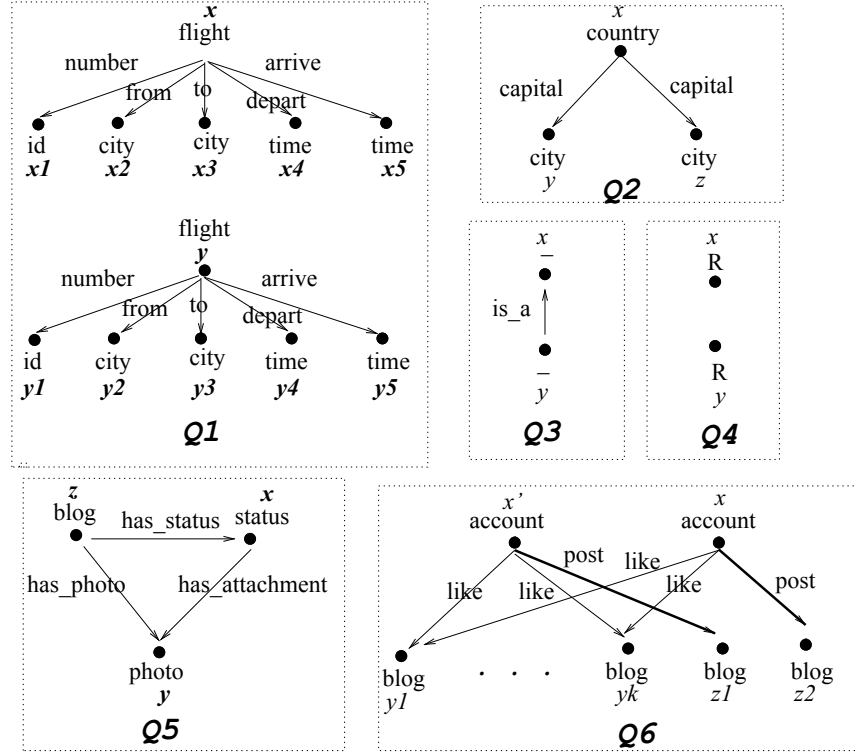 x
flight
number
arrive
from
to
depart
id
city
city
time
time
x1
x2
x3
x4
x5
flight
y
number
arrive
from
to
depart
id
city
city
time
time
y1
y2
y3
y4
y5
Q1
x
country
capital
capital
city
city
y
z
Q2
x
_
is_a
_
y
Q3
x
R
R
y
Q4
z
x
blog
status
has_status
has_photo
has_attachment
photo
y
Q5
x'
x
account
account
post
like
post
like
like
like
blog
. . .
blog
blog
blog
y1
yk
z1
z2
Q6